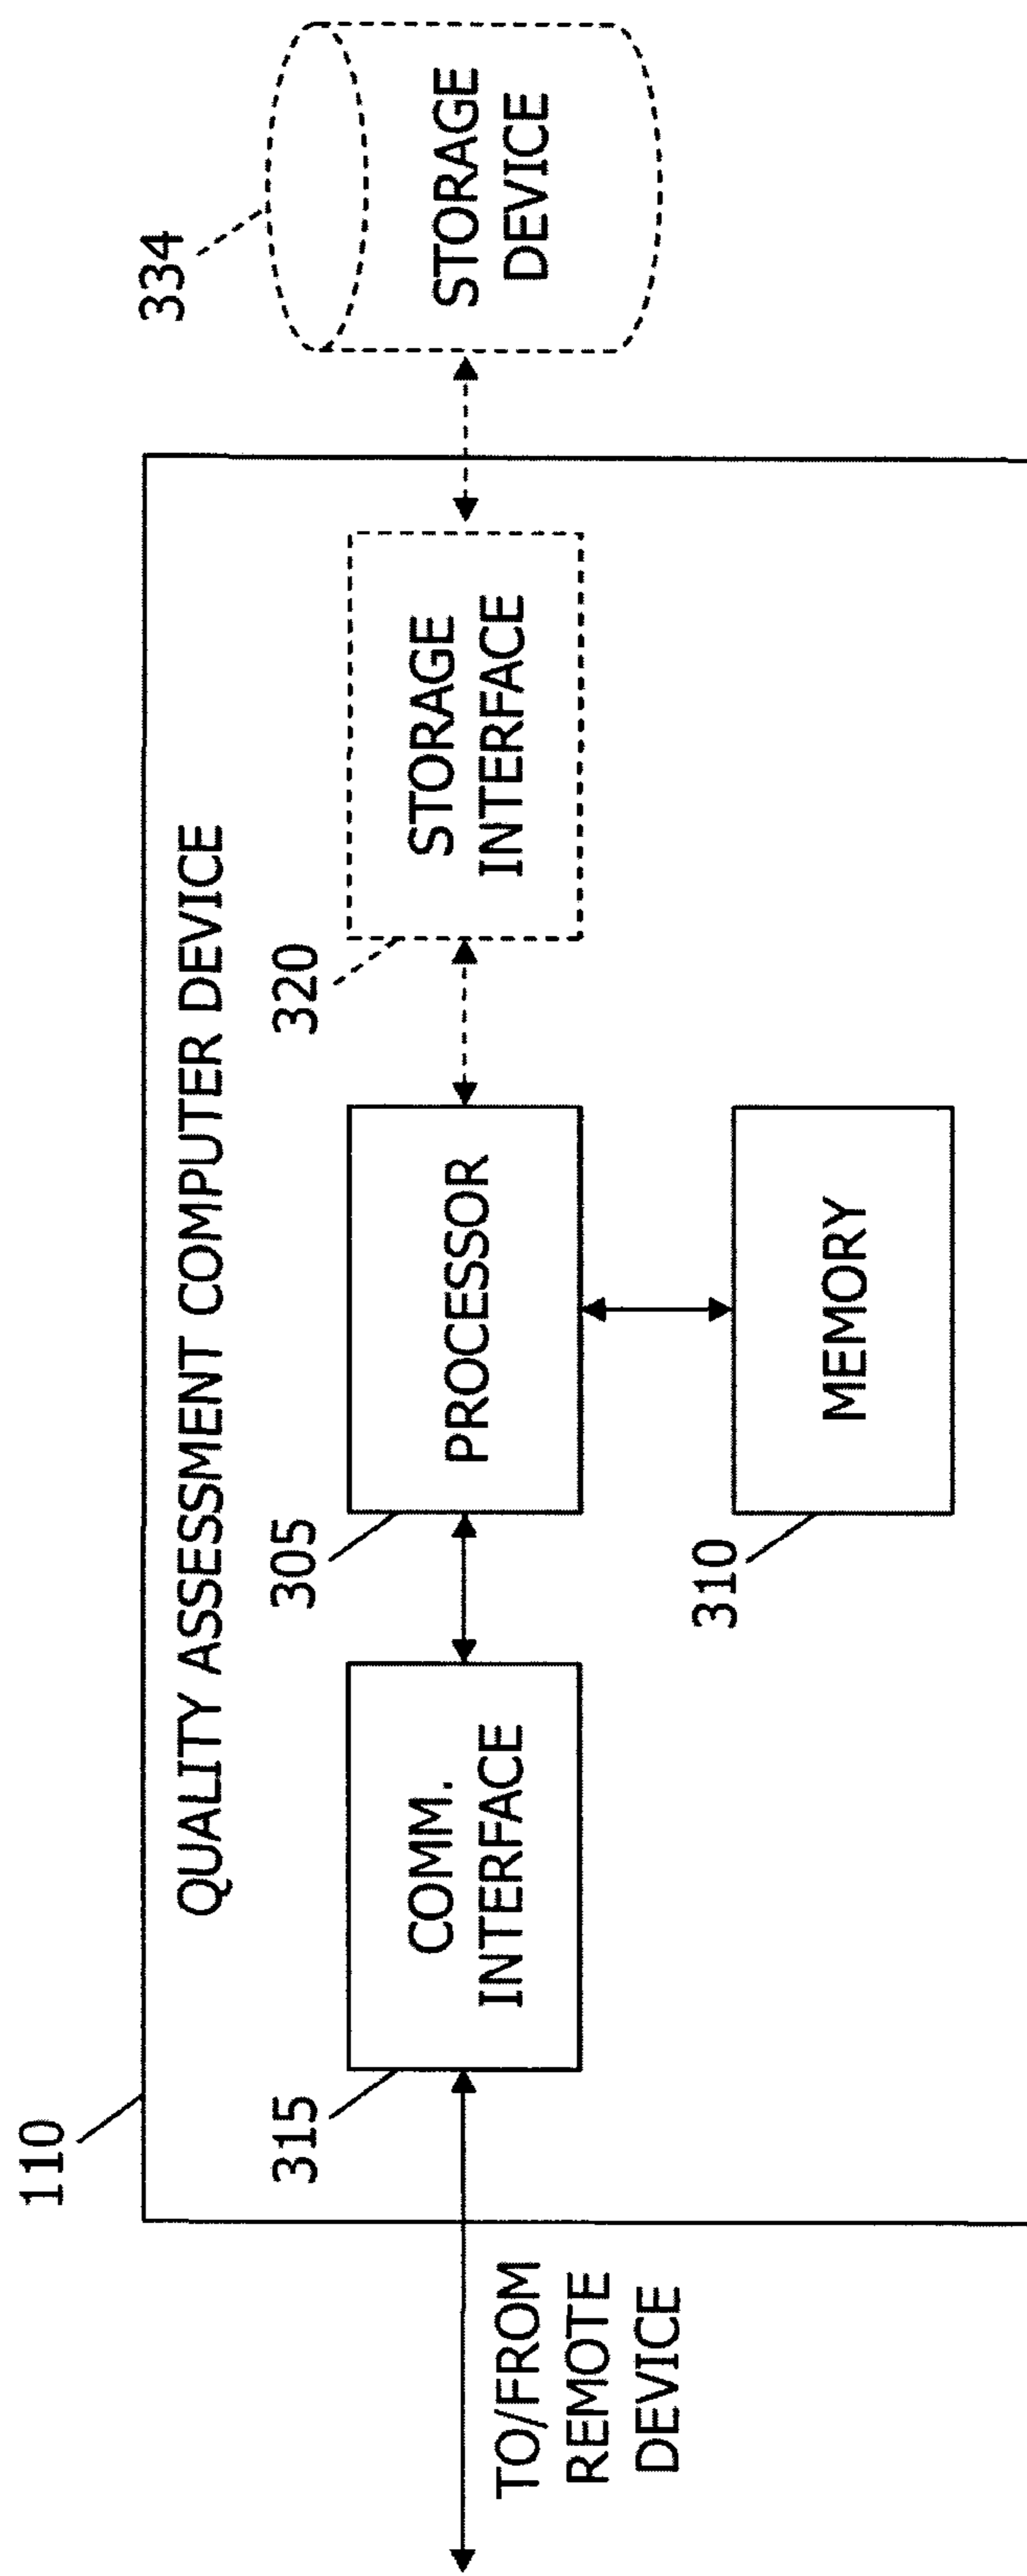 110
QUALITY ASSESSMENT COMPUTER DEVICE
334
315
COMM.
INTERFACE
305
PROCESSOR
320
STORAGE
INTERFACE
STORAGE
DEVICE
TO/FROM
REMOTE
DEVICE
310
MEMORY